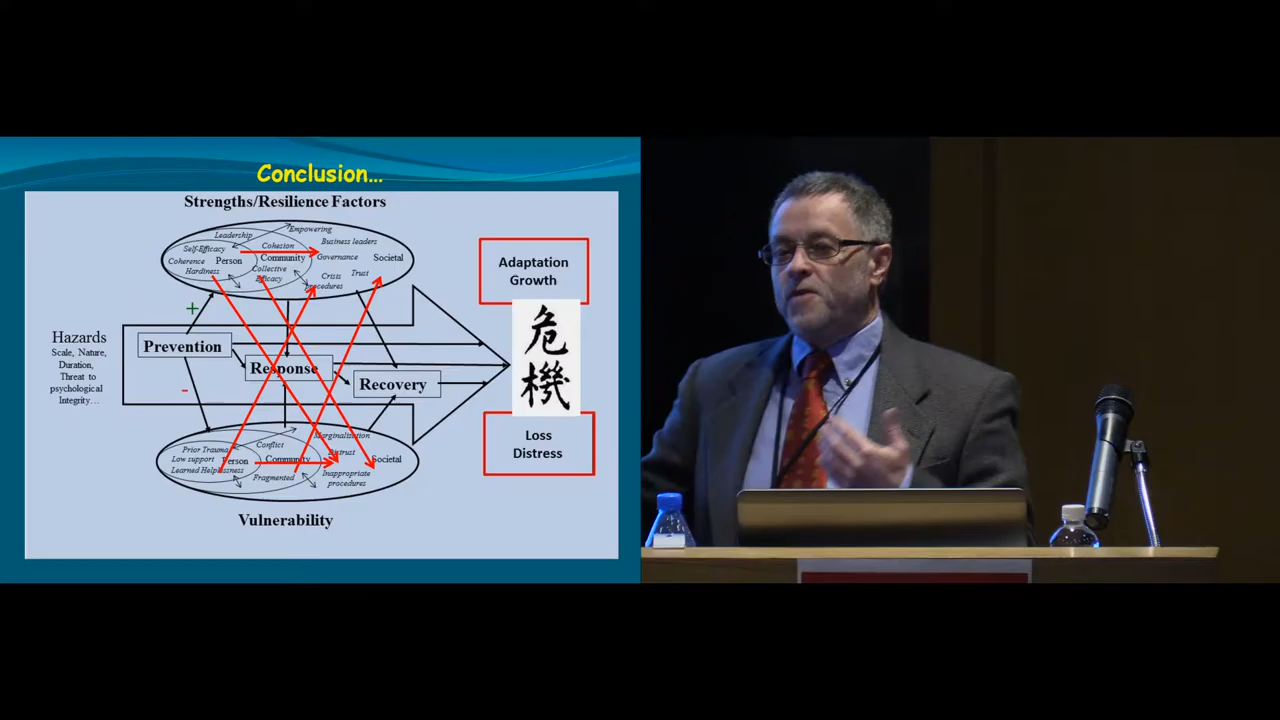 Conclusion...
Strengths/Resilience Factors
Leadership
Empowering
Self-Efficacy
Cohesion
Business leaders
Coherence
Person
Community
Governance
Societal
Hardiness
Collective
Efficacy
Crisis
Trust
procedures
Adaptation
Growth
危
機
+
Hazards
Scale, Nature,
Duration,
Threat to
psychological
Integrity...
Prevention
Response
Recovery
-
Loss
Distress
Prior Trauma
Conflict
Marginalization
Low support
Person
Community
Distrust
Societal
Learned Helplessness
Fragmented
Inappropriate
procedures
Vulnerability